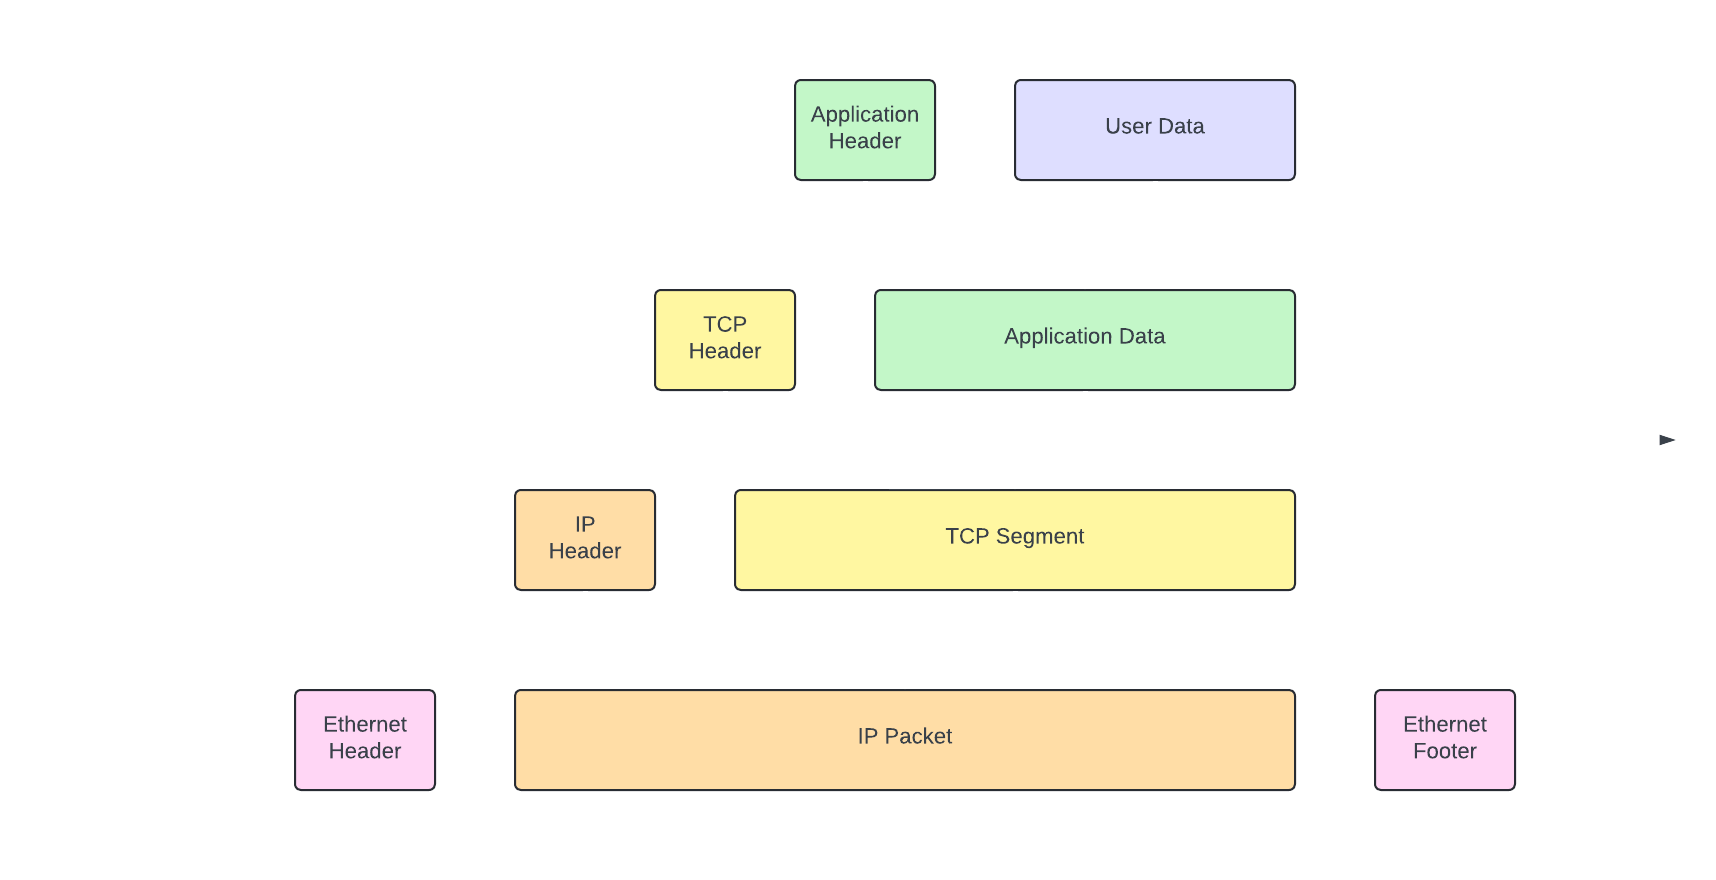 Application
Header
User Data
TCP
Header
Application Data
IP
Header
TCP Segment
Ethernet
Header
IP Packet
Ethernet
Footer